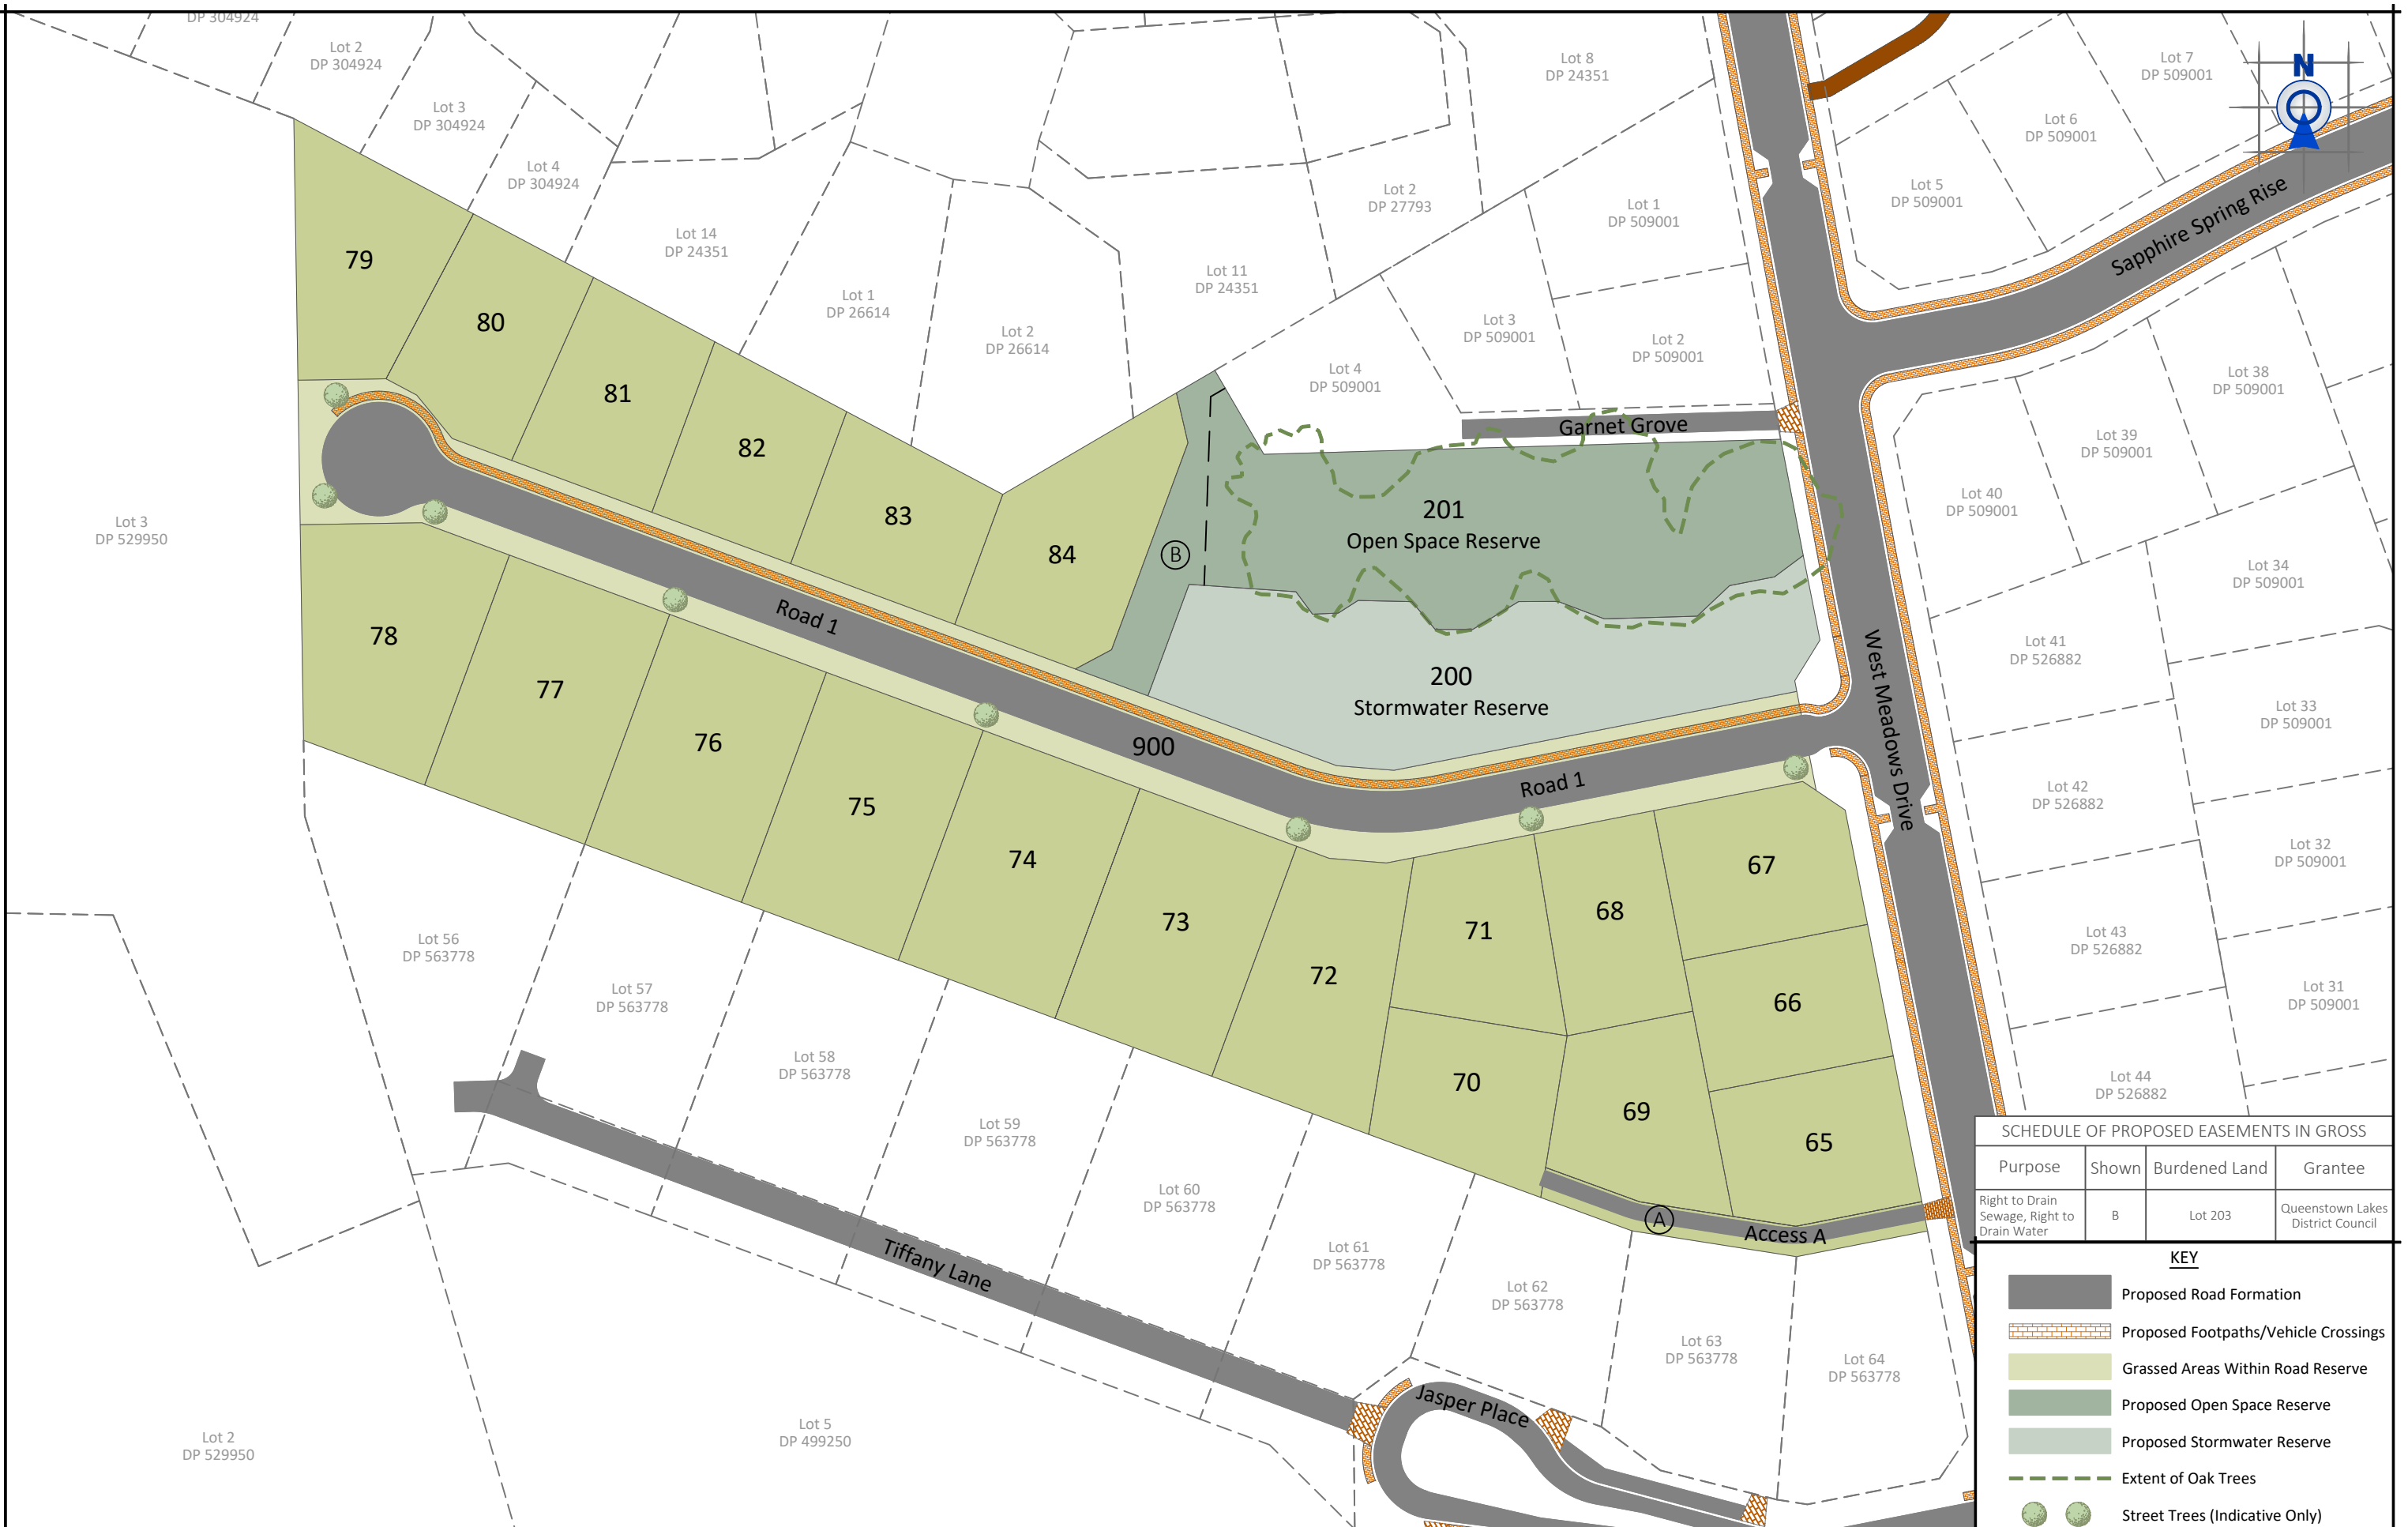 DP 304924
Lot 2
DP 304924
Lot 3
DP 304924
Lot 4
DP 304924
Lot 14
DP 24351
Lot 1
DP 26614
Lot 2
DP 26614
Lot 11
DP 24351
Lot 2
DP 27793
Lot 8
DP 24351
Lot 1
DP 509001
Lot 2
DP 509001
Lot 3
DP 509001
Lot 4
DP 509001
Lot 5
DP 509001
Lot 6
DP 509001
Lot 7
DP 509001
N
Sapphire Spring Rise
Lot 38
DP 509001
Lot 39
DP 509001
Lot 40
DP 509001
Lot 34
DP 509001
Lot 41
DP 526882
Lot 33
DP 509001
Lot 42
DP 526882
Lot 32
DP 509001
Lot 43
DP 526882
Lot 31
DP 509001
Lot 44
DP 526882
79
80
81
82
83
84
B
Garnet Grove
201
Open Space Reserve
200
Stormwater Reserve
West Meadows Drive
Lot 3
DP 529950
Road 1
900
Road 1
78
77
76
75
74
73
72
71
68
67
66
70
69
65
A
Access A
Lot 56
DP 563778
Lot 57
DP 563778
Lot 58
DP 563778
Lot 59
DP 563778
Lot 60
DP 563778
Lot 61
DP 563778
Lot 62
DP 563778
Lot 63
DP 563778
Lot 64
DP 563778
Tiffany Lane
Jasper Place
Lot 2
DP 529950
Lot 5
DP 499250
SCHEDULE OF PROPOSED EASEMENTS IN GROSS
Purpose Shown Burdened Land Grantee
Right to Drain
Sewage, Right to
Drain Water
B
Lot 203
Queenstown Lakes
District Council
KEY
Proposed Road Formation
Proposed Footpaths/Vehicle Crossings
Grassed Areas Within Road Reserve
Proposed Open Space Reserve
Proposed Stormwater Reserve
Extent of Oak Trees
Street Trees (Indicative Only)